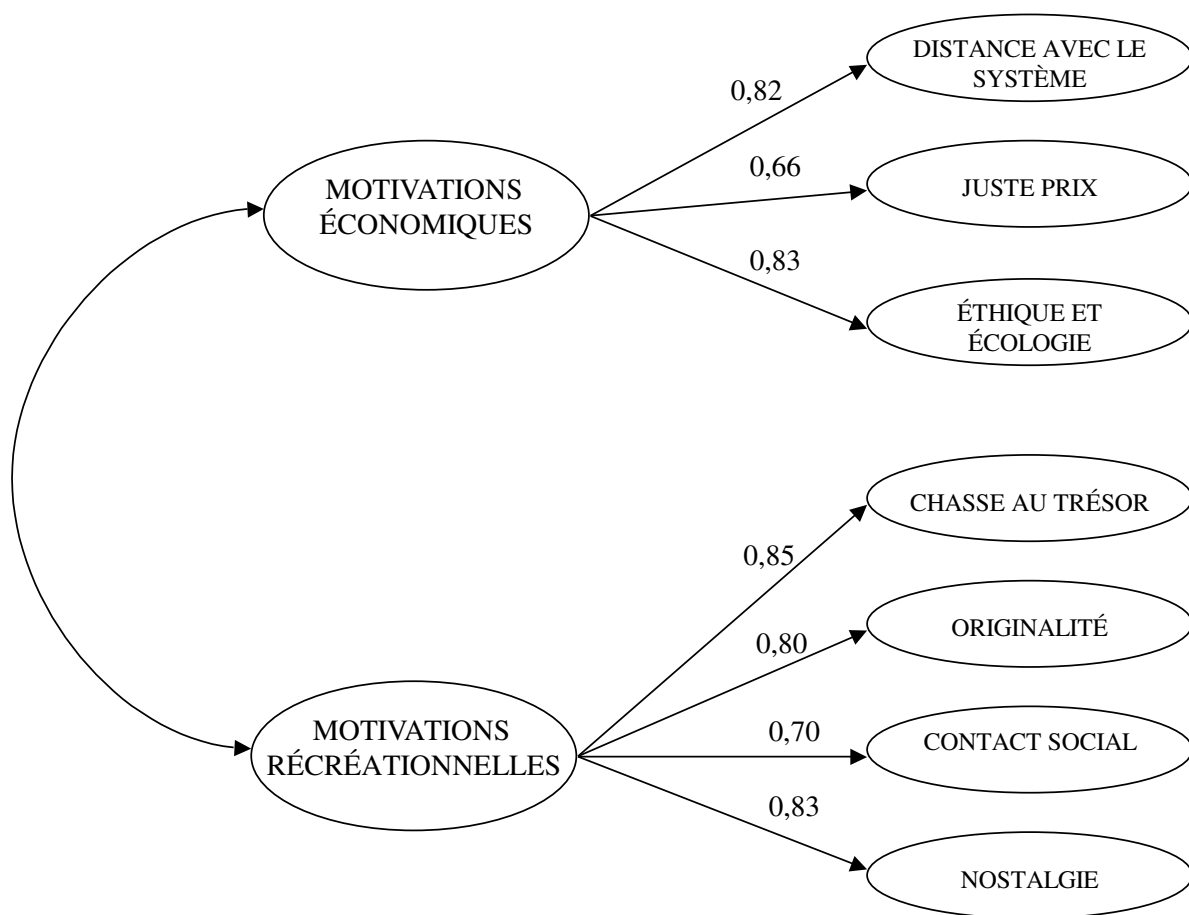 DISTANCE AVEC LE
SYSTÈME
0,82
MOTIVATIONS
ÉCONOMIQUES
0,66
JUSTE PRIX
0,83
ÉTHIQUE ET
ÉCOLOGIE
CHASSE AU TRÉSOR
0,85
ORIGINALITÉ
0,80
MOTIVATIONS
RÉCRÉATIONNELLES
0,70
CONTACT SOCIAL
0,83
NOSTALGIE